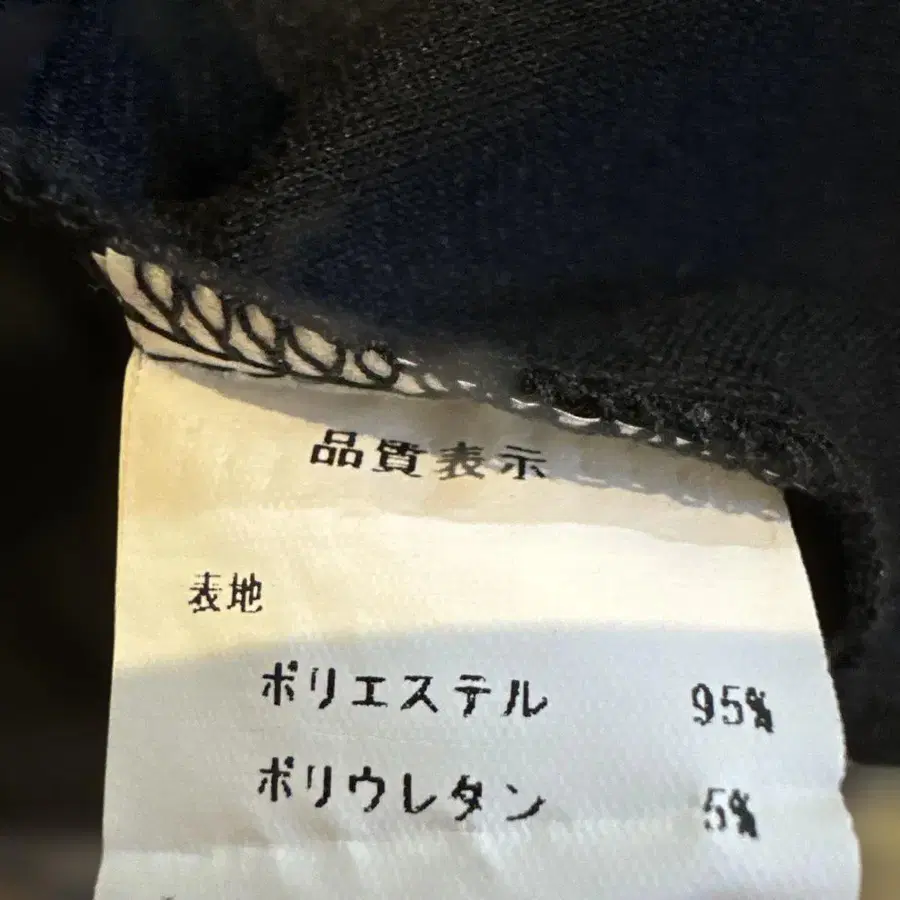 品質表示
表地
ポリエステル 95%
ポリウレタン 5%